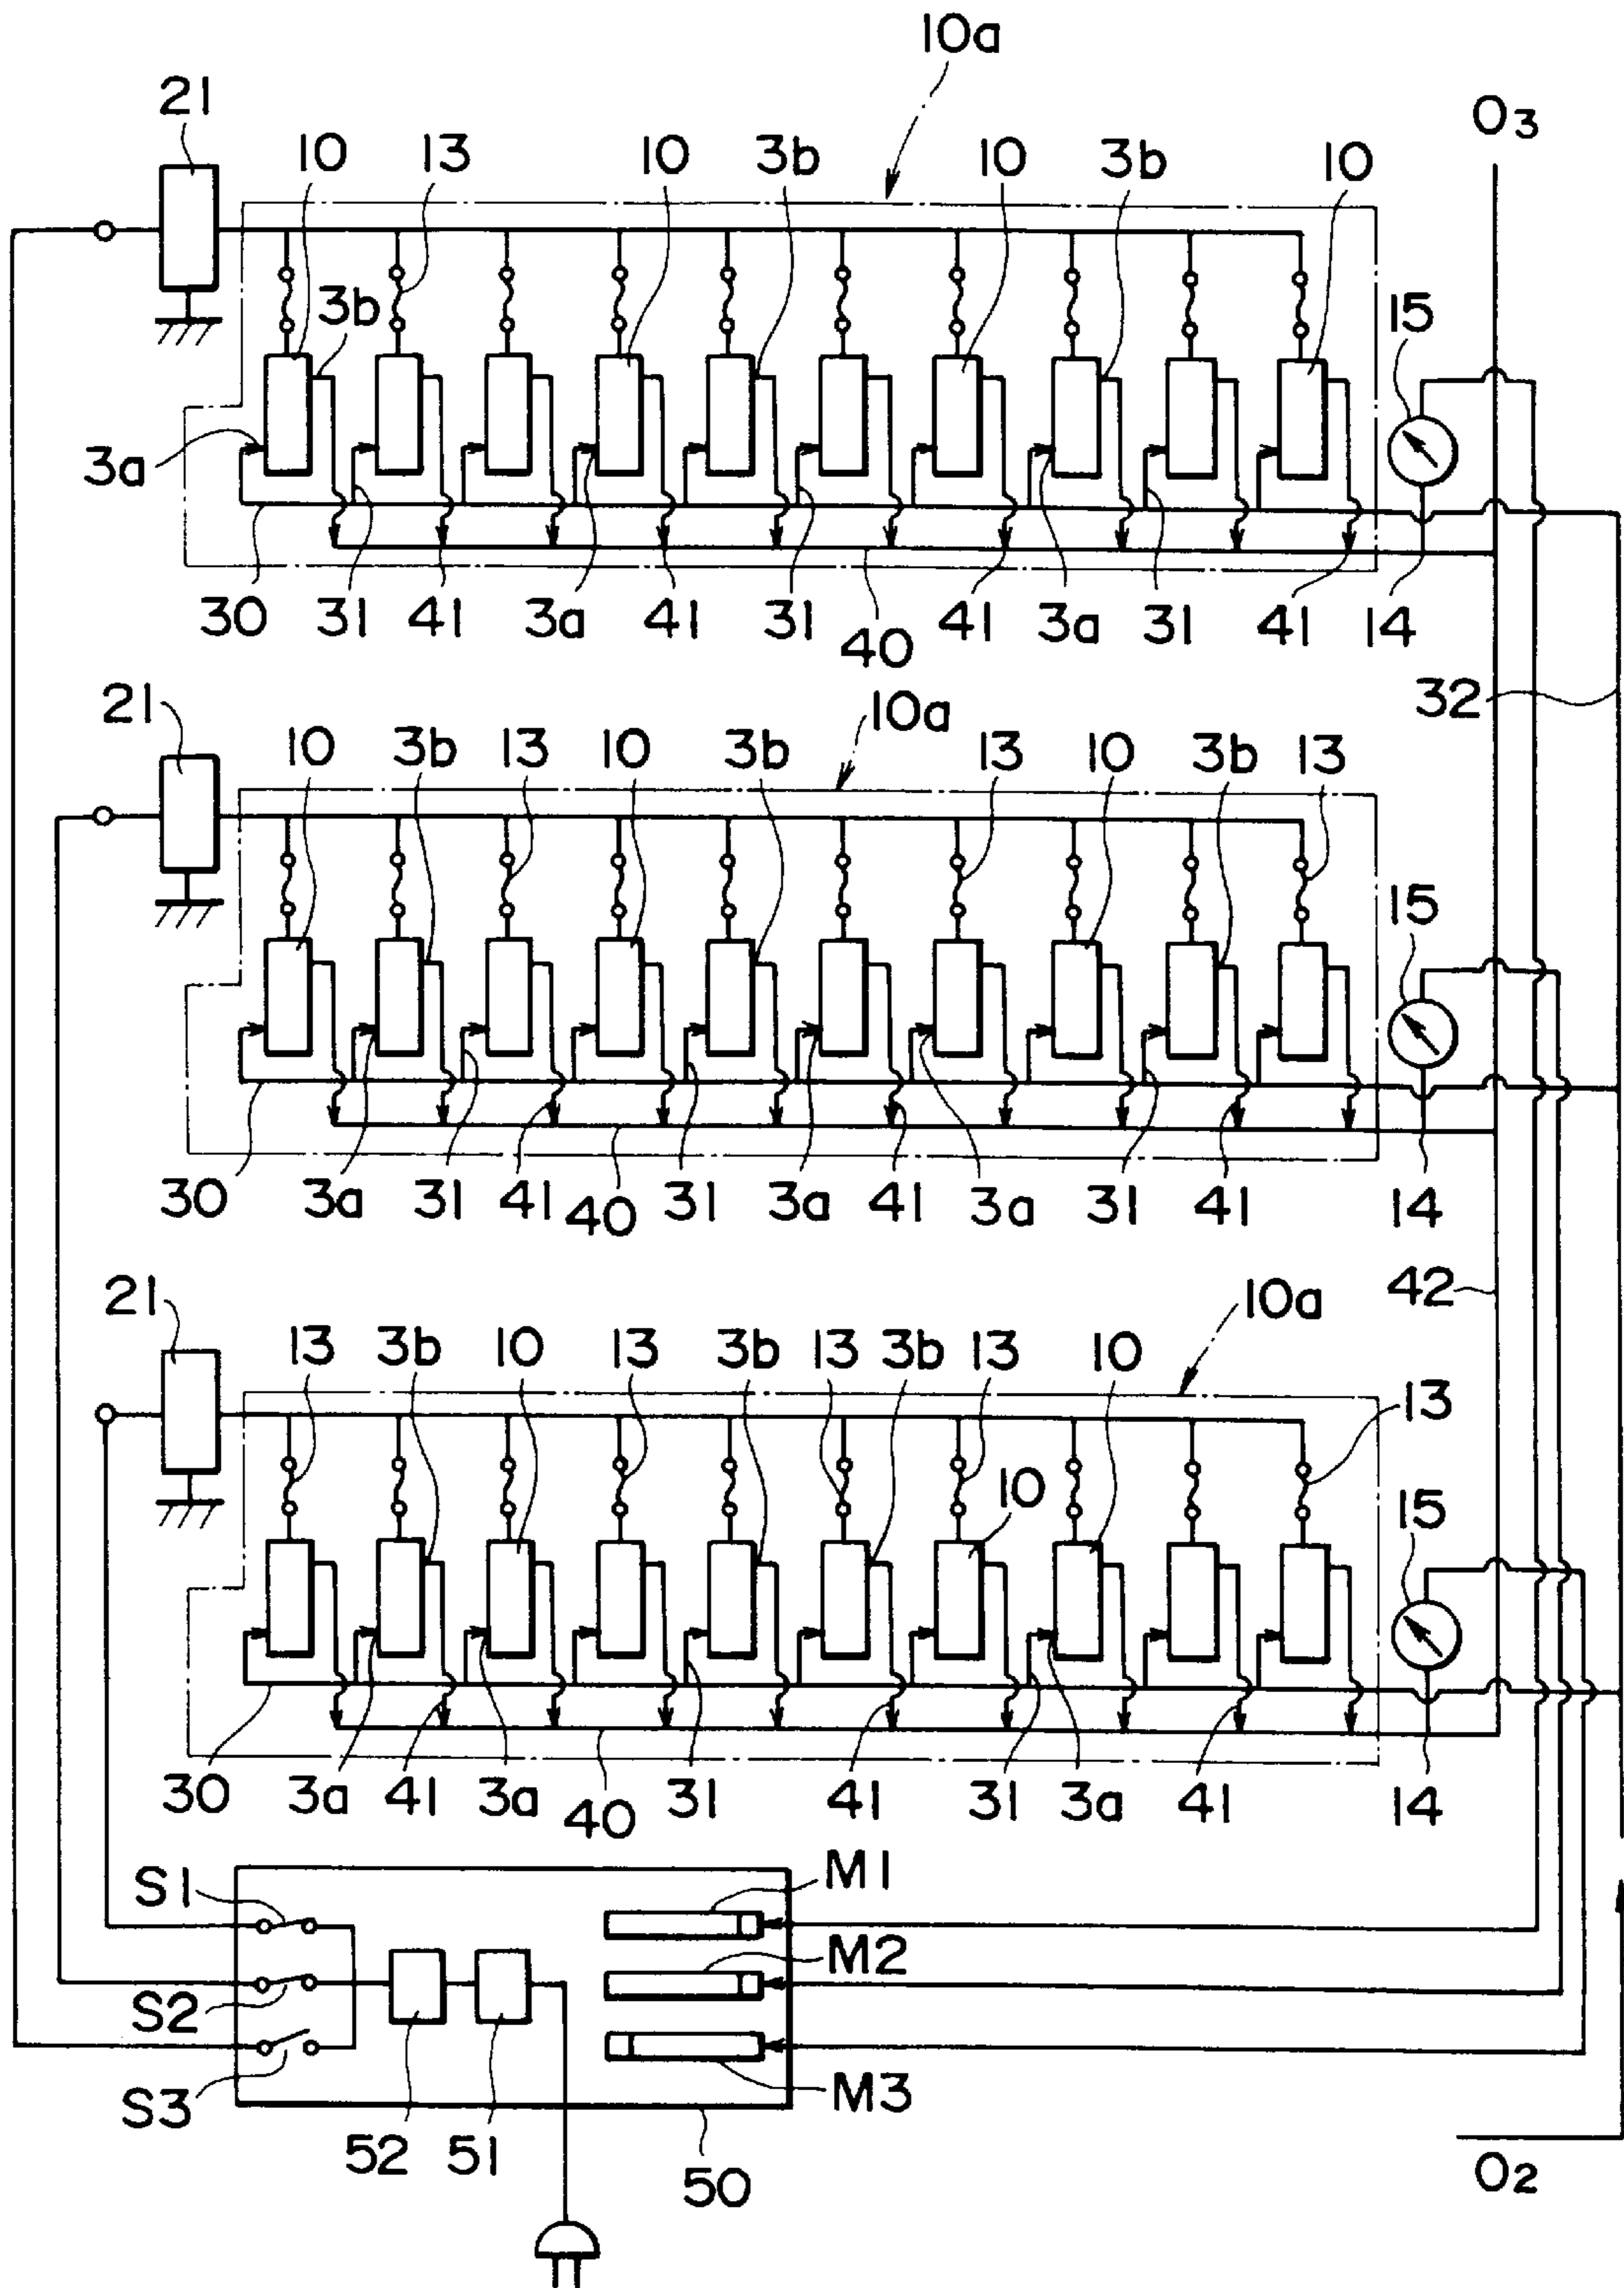 10a
21 10 13 10 3b 10 3b 10 O3
3b 15
3a
30 31 41 3a 41 31 40 41 3a 31 41 14
32
10a
21 10 3b 13 10 3b 13 10 3b 13
15
30 3a 31 41 40 31 3a 41 3a 31 41 14
42
10a
21 13 3b 10 13 3b 13 3b 13 10 13
10 15
30 3a 41 3a 40 31 41 31 3a 41 14
S1 M1
S2 M2
S3 M3
52 51 50 O2